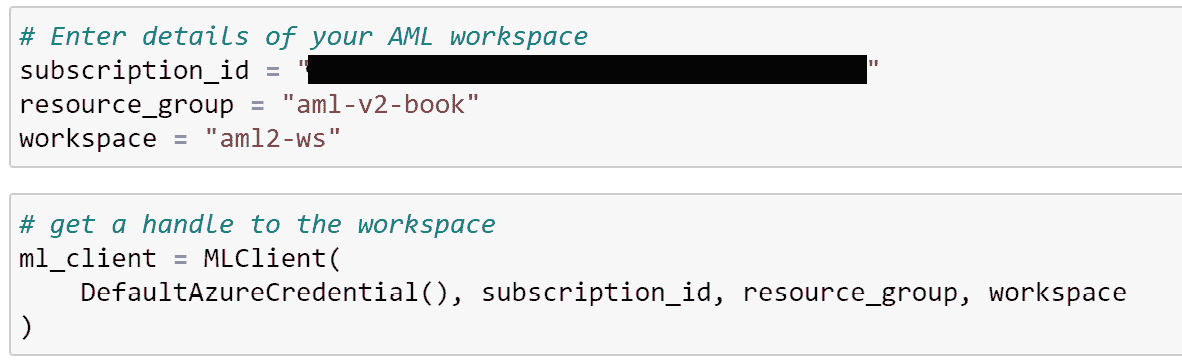 # Enter details of your AML workspace
subscription_id = ""
resource_group = "aml-v2-book"
workspace = "aml2-ws"
# get a handle to the workspace
ml_client = MLClient(
    DefaultAzureCredential(), subscription_id, resource_group, workspace
)